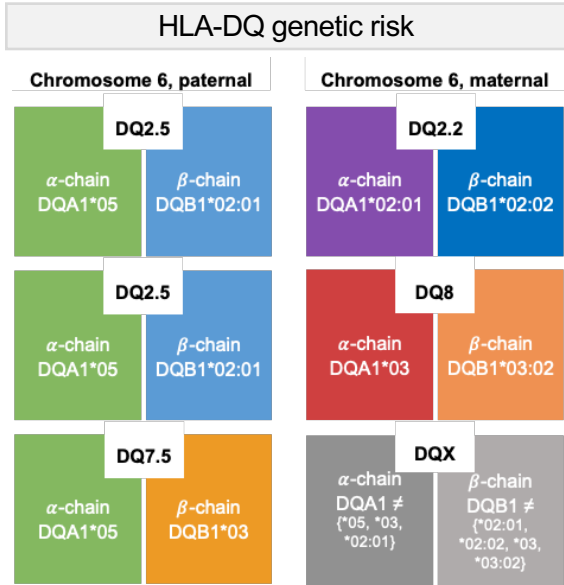 HLA-DQ genetic risk
Chromosome 6, paternal
Chromosome 6, maternal
DQ2.5
α-chain
DQA1*05
β-chain
DQB1*02:01
DQ2.2
α-chain
DQA1*02:01
β-chain
DQB1*02:02
DQ2.5
α-chain
DQA1*05
β-chain
DQB1*02:01
DQ8
α-chain
DQA1*03
β-chain
DQB1*03:02
DQ7.5
α-chain
DQA1*05
β-chain
DQB1*03
DQX
α-chain
DQA1 ≠
{*05, *03,
*02:01}
β-chain
DQB1 ≠
{*02:01,
*02:02, *03,
*03:02}